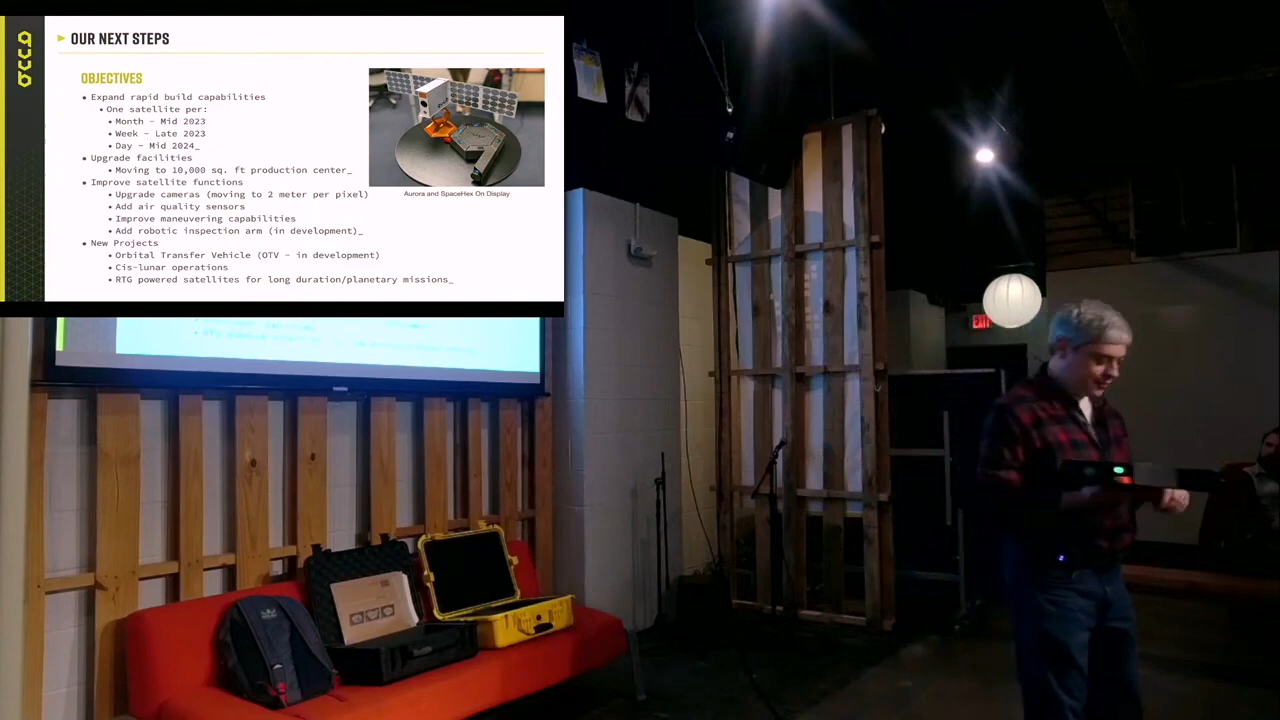 qub
OUR NEXT STEPS
OBJECTIVES
• Expand rapid build capabilities
• One satellite per:
• Month – Mid 2023
• Week – Late 2023
• Day – Mid 2024_
• Upgrade facilities
• Moving to 10,000 sq. ft production center_
• Improve satellite functions
• Upgrade cameras (moving to 2 meter per pixel)
• Add air quality sensors
• Improve maneuvering capabilities
• Add robotic inspection arm (in development)_
• New Projects
• Orbital Transfer Vehicle (OTV – in development)
• Cis-lunar operations
• RTG powered satellites for long duration/planetary missions_
Aurora and SpaceHex On Display
EXIT